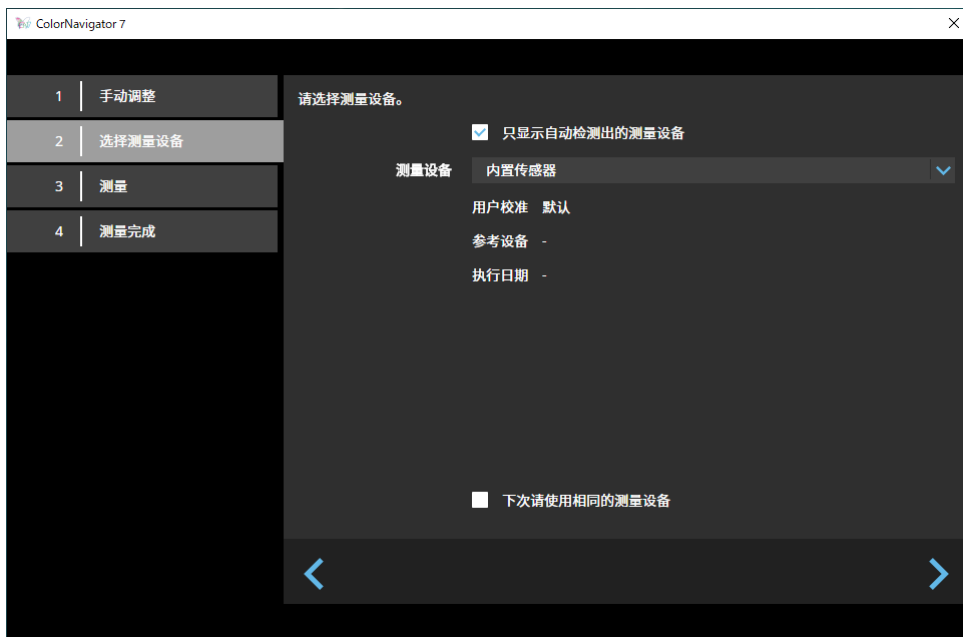 ColorNavigator 7
1 手动调整
2 选择测量设备
3 测量
4 测量完成
请选择测量设备。
只显示自动检测出的测量设备
测量设备 内置传感器
用户校准 默认
参考设备 -
执行日期 -
下次请使用相同的测量设备